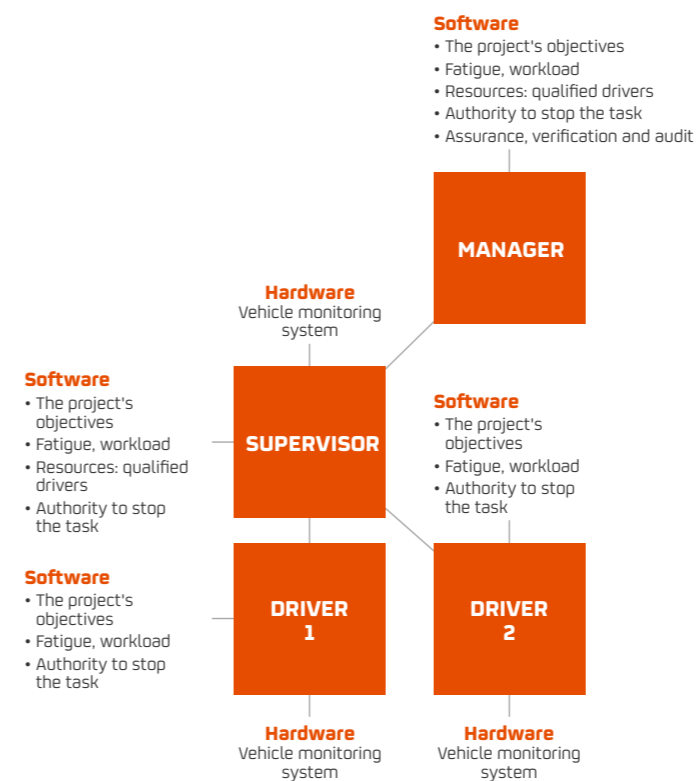 Software
• The project's objectives
• Fatigue, workload
• Resources: qualified drivers
• Authority to stop the task
• Assurance, verification and audit
MANAGER
Hardware
Vehicle monitoring
system
Software
• The project's
objectives
• Fatigue, workload
• Resources: qualified
drivers
• Authority to stop
the task
SUPERVISOR
Software
• The project's
objectives
• Fatigue, workload
• Authority to stop
the task
Software
• The project's
objectives
• Fatigue, workload
• Authority to stop
the task
DRIVER
1
DRIVER
2
Hardware
Vehicle monitoring
system
Hardware
Vehicle monitoring
system